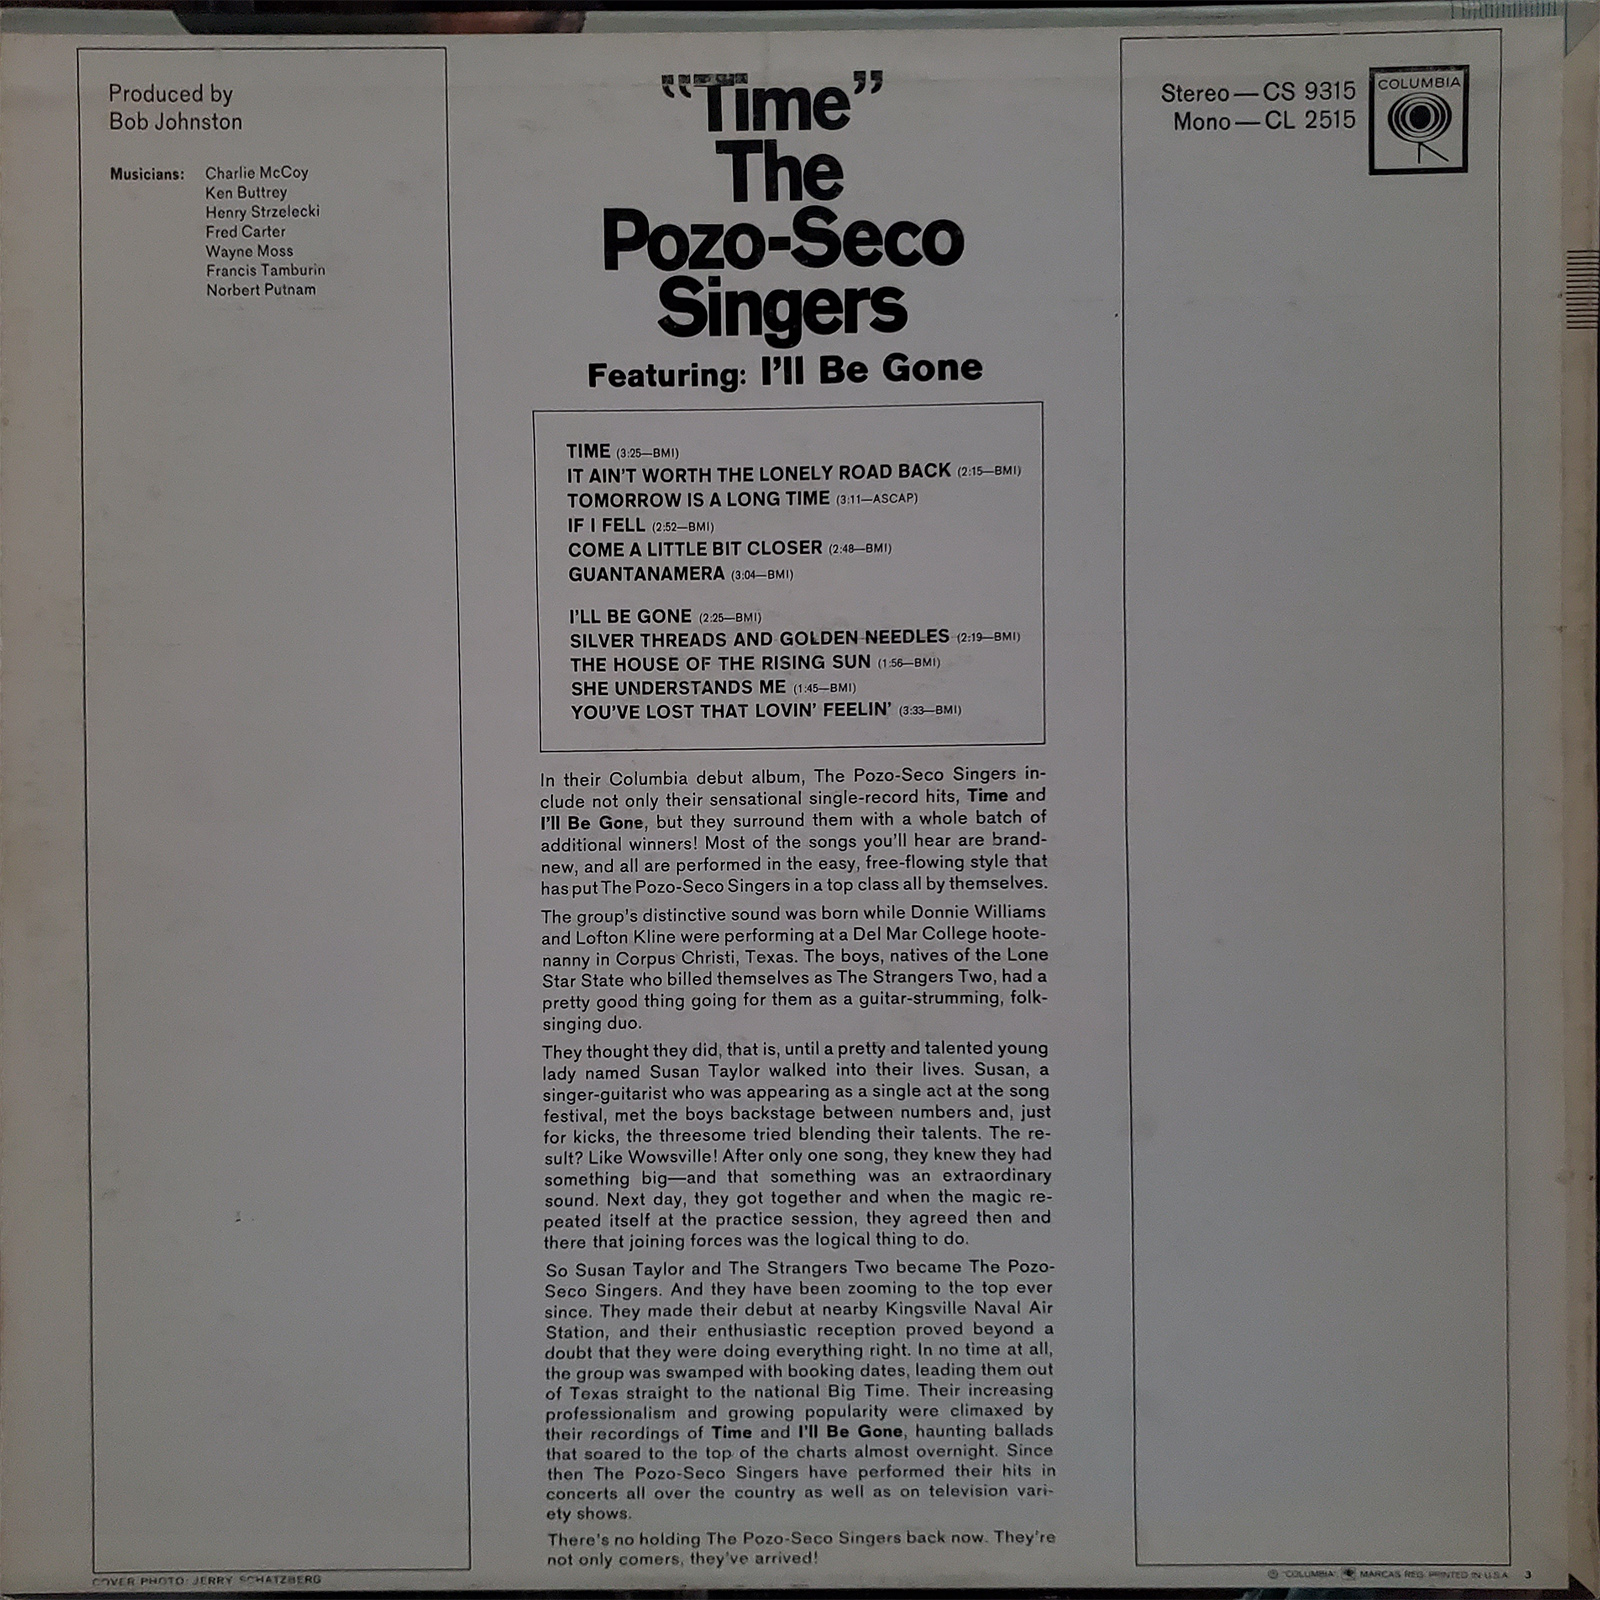 Produced by
Bob Johnston
Musicians: Charlie McCoy
Ken Buttrey
Henry Strzelecki
Fred Carter
Wayne Moss
Francis Tamburin
Norbert Putnam
“Time”
The
Pozo-Seco
Singers
Featuring: I'll Be Gone
Stereo—CS 9315
Mono—CL 2515
COLUMBIA
TIME (3:25—BMI)
IT AIN'T WORTH THE LONELY ROAD BACK (2:15—BMI)
TOMORROW IS A LONG TIME (3:11—ASCAP)
IF I FELL (2:52—BMI)
COME A LITTLE BIT CLOSER (2:48—BMI)
GUANTANAMERA (3:04—BMI)
I'LL BE GONE (2:25—BMI)
SILVER THREADS AND GOLDEN NEEDLES (2:19—BMI)
THE HOUSE OF THE RISING SUN (1:56—BMI)
SHE UNDERSTANDS ME (1:45—BMI)
YOU'VE LOST THAT LOVIN' FEELIN' (3:33—BMI)
In their Columbia debut album, The Pozo-Seco Singers in-
clude not only their sensational single-record hits, Time and
I'll Be Gone, but they surround them with a whole batch of
additional winners! Most of the songs you'll hear are brand-
new, and all are performed in the easy, free-flowing style that
has put The Pozo-Seco Singers in a top class all by themselves.
The group's distinctive sound was born while Donnie Williams
and Lofton Kline were performing at a Del Mar College hoote-
nanny in Corpus Christi, Texas. The boys, natives of the Lone
Star State who billed themselves as The Strangers Two, had a
pretty good thing going for them as a guitar-strumming, folk-
singing duo.
They thought they did, that is, until a pretty and talented young
lady named Susan Taylor walked into their lives. Susan, a
singer-guitarist who was appearing as a single act at the song
festival, met the boys backstage between numbers and, just
for kicks, the threesome tried blending their talents. The re-
sult? Like Wowsville! After only one song, they knew they had
something big—and that something was an extraordinary
sound. Next day, they got together and when the magic re-
peated itself at the practice session, they agreed then and
there that joining forces was the logical thing to do.
So Susan Taylor and The Strangers Two became The Pozo-
Seco Singers. And they have been zooming to the top ever
since. They made their debut at nearby Kingsville Naval Air
Station, and their enthusiastic reception proved beyond a
doubt that they were doing everything right. In no time at all,
the group was swamped with booking dates, leading them out
of Texas straight to the national Big Time. Their increasing
professionalism and growing popularity were climaxed by
their recordings of Time and I'll Be Gone, haunting ballads
that soared to the top of the charts almost overnight. Since
then The Pozo-Seco Singers have performed their hits in
concerts all over the country as well as on television vari-
ety shows.
There's no holding The Pozo-Seco Singers back now. They're
not only comers, they've arrived!
COVER PHOTO: JERRY SCHATZBERG
℗ "COLUMBIA", MARCAS REG. PRINTED IN U.S.A. 3